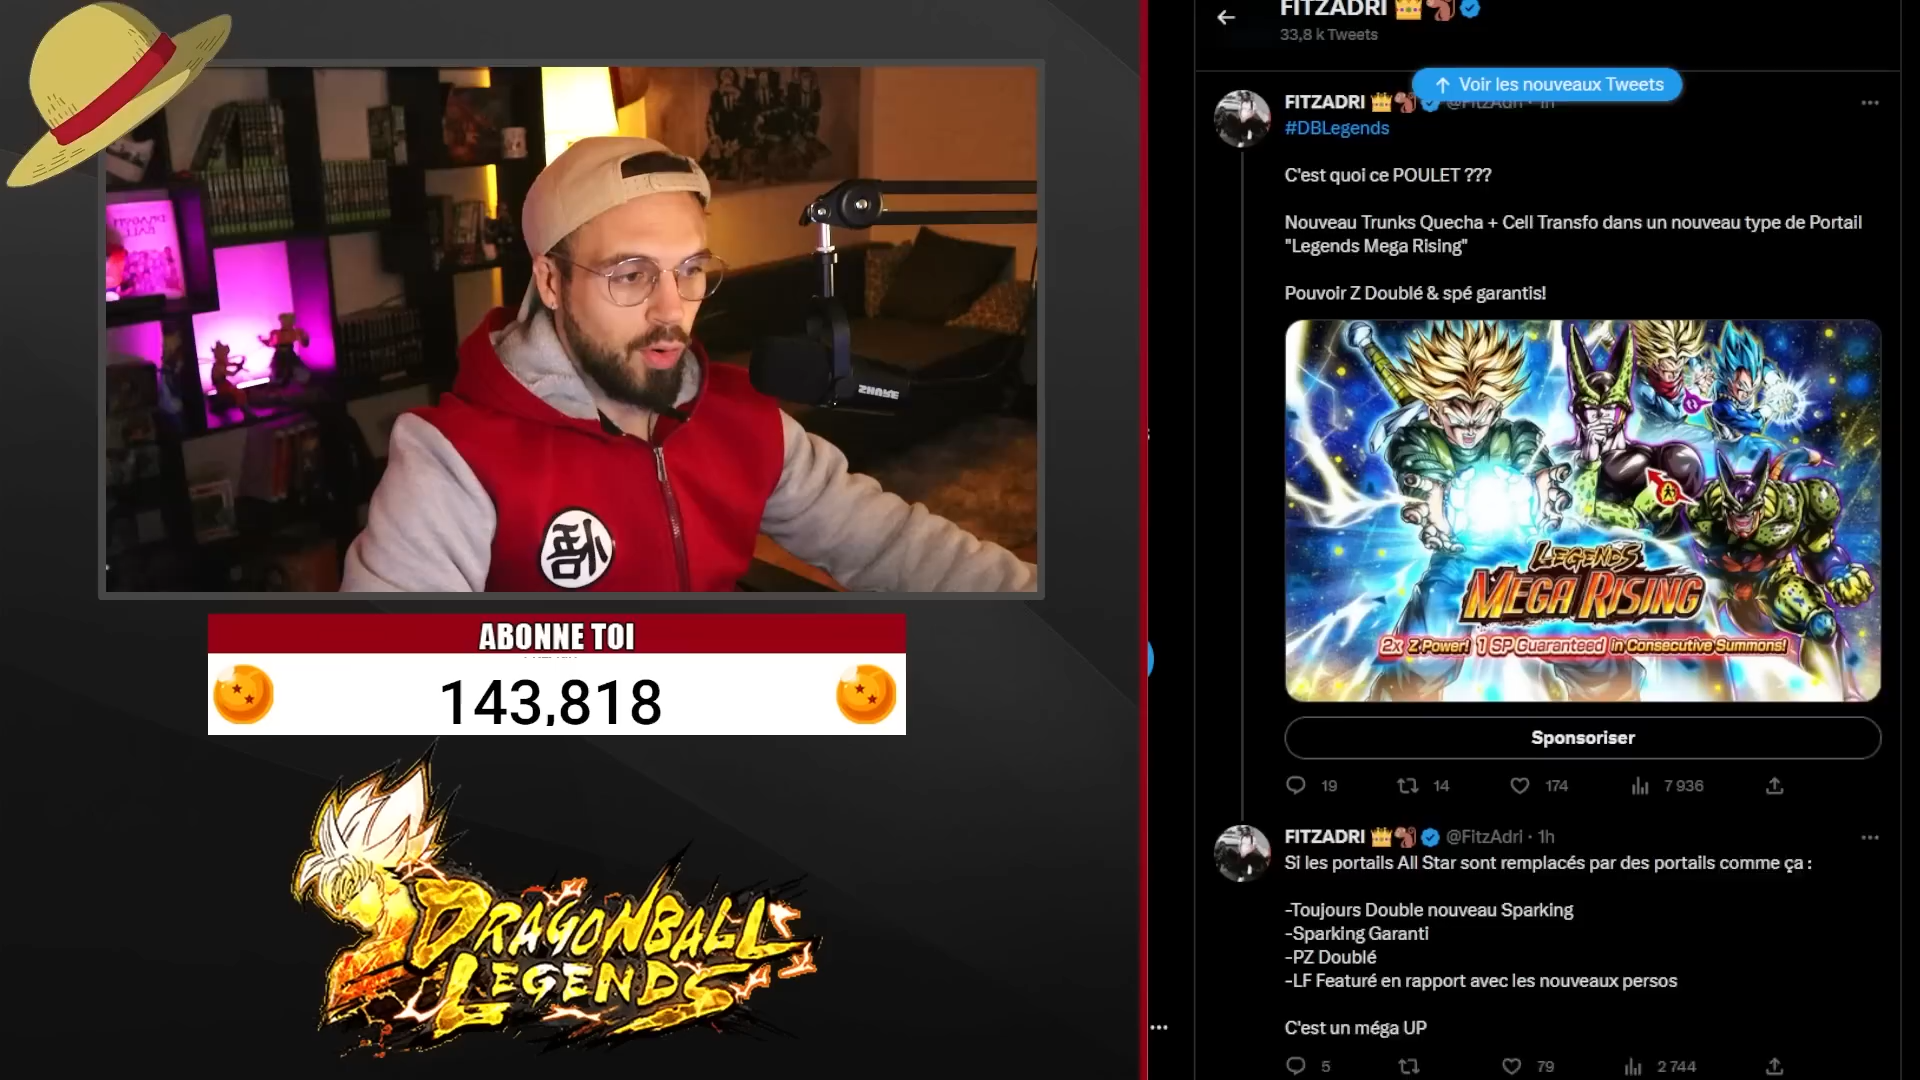 悟
ABONNE TOI
143,818
DRAGONBALL
LEGENDS
FITZADRI
33,8 k Tweets
Voir les nouveaux Tweets
FITZADRI @FitzAdri · 1h
#DBLegends
C'est quoi ce POULET ???
Nouveau Trunks Quecha + Cell Transfo dans un nouveau type de Portail
"Legends Mega Rising"
Pouvoir Z Doublé & spé garantis!
LEGENDS
MEGA RISING
2x Z Power! 1 SP Guaranteed in Consecutive Summons!
Sponsoriser
19 14 174 7 936
FITZADRI @FitzAdri · 1h
Si les portails All Star sont remplacés par des portails comme ça :
-Toujours Double nouveau Sparking
-Sparking Garanti
-PZ Doublé
-LF Featuré en rapport avec les nouveaux persos
C'est un méga UP
5 79 2 744